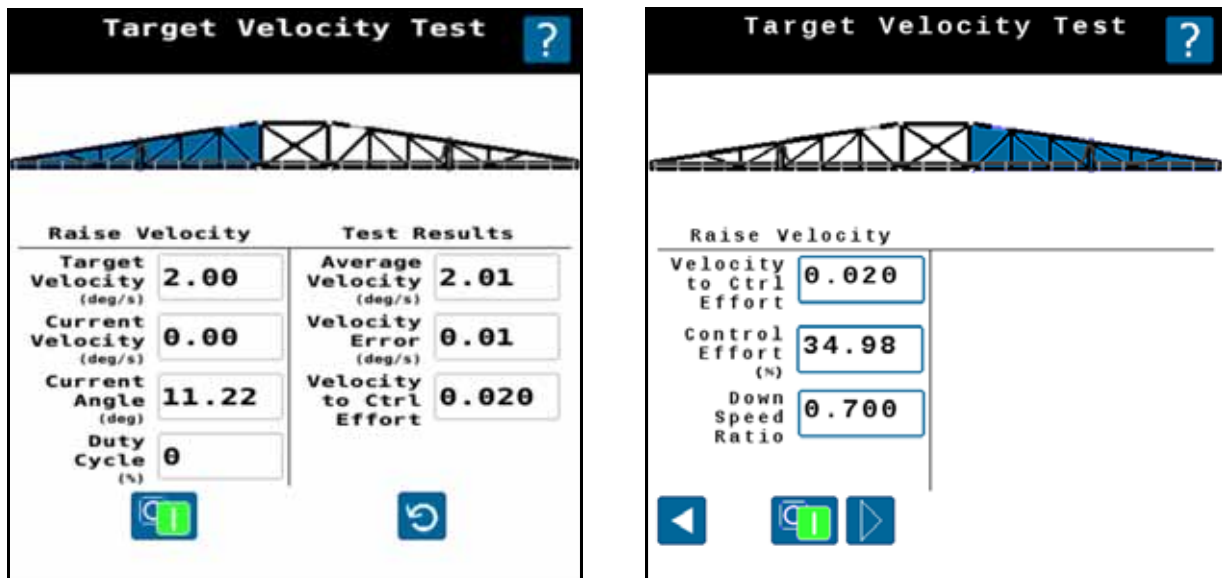 Target Velocity Test
?
Raise Velocity
Test Results
Target
Velocity
(deg/s)
2.00
Average
Velocity
(deg/s)
2.01
Current
Velocity
(deg/s)
0.00
Velocity
Error
(deg/s)
0.01
Current
Angle
(deg)
11.22
Velocity
to Ctrl
Effort
0.020
Duty
Cycle
(%)
0
Target Velocity Test
?
Raise Velocity
Velocity
to Ctrl
Effort
0.020
Control
Effort
(%)
34.98
Down
Speed
Ratio
0.700